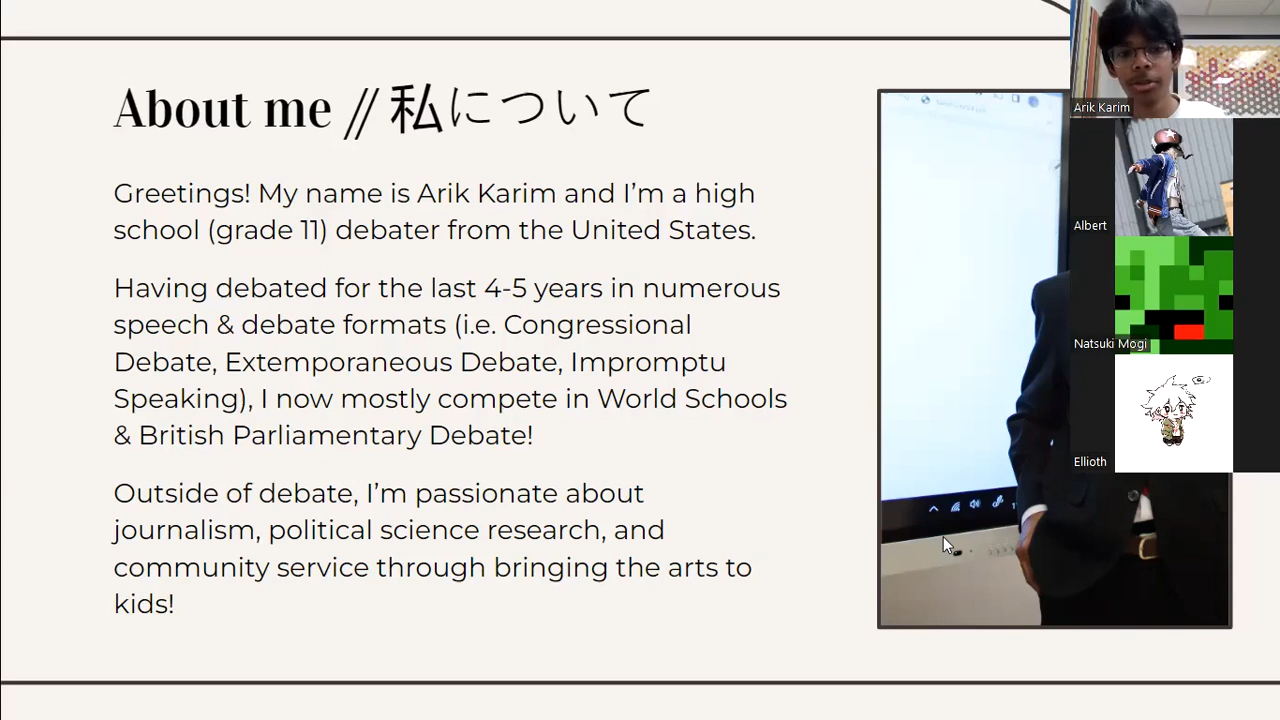 About me // 私について
Greetings! My name is Arik Karim and I’m a high
school (grade 11) debater from the United States.
Having debated for the last 4-5 years in numerous
speech & debate formats (i.e. Congressional
Debate, Extemporaneous Debate, Impromptu
Speaking), I now mostly compete in World Schools
& British Parliamentary Debate!
Outside of debate, I’m passionate about
journalism, political science research, and
community service through bringing the arts to
kids!
Arik Karim
Albert
Natsuki Mogi
Ellioth